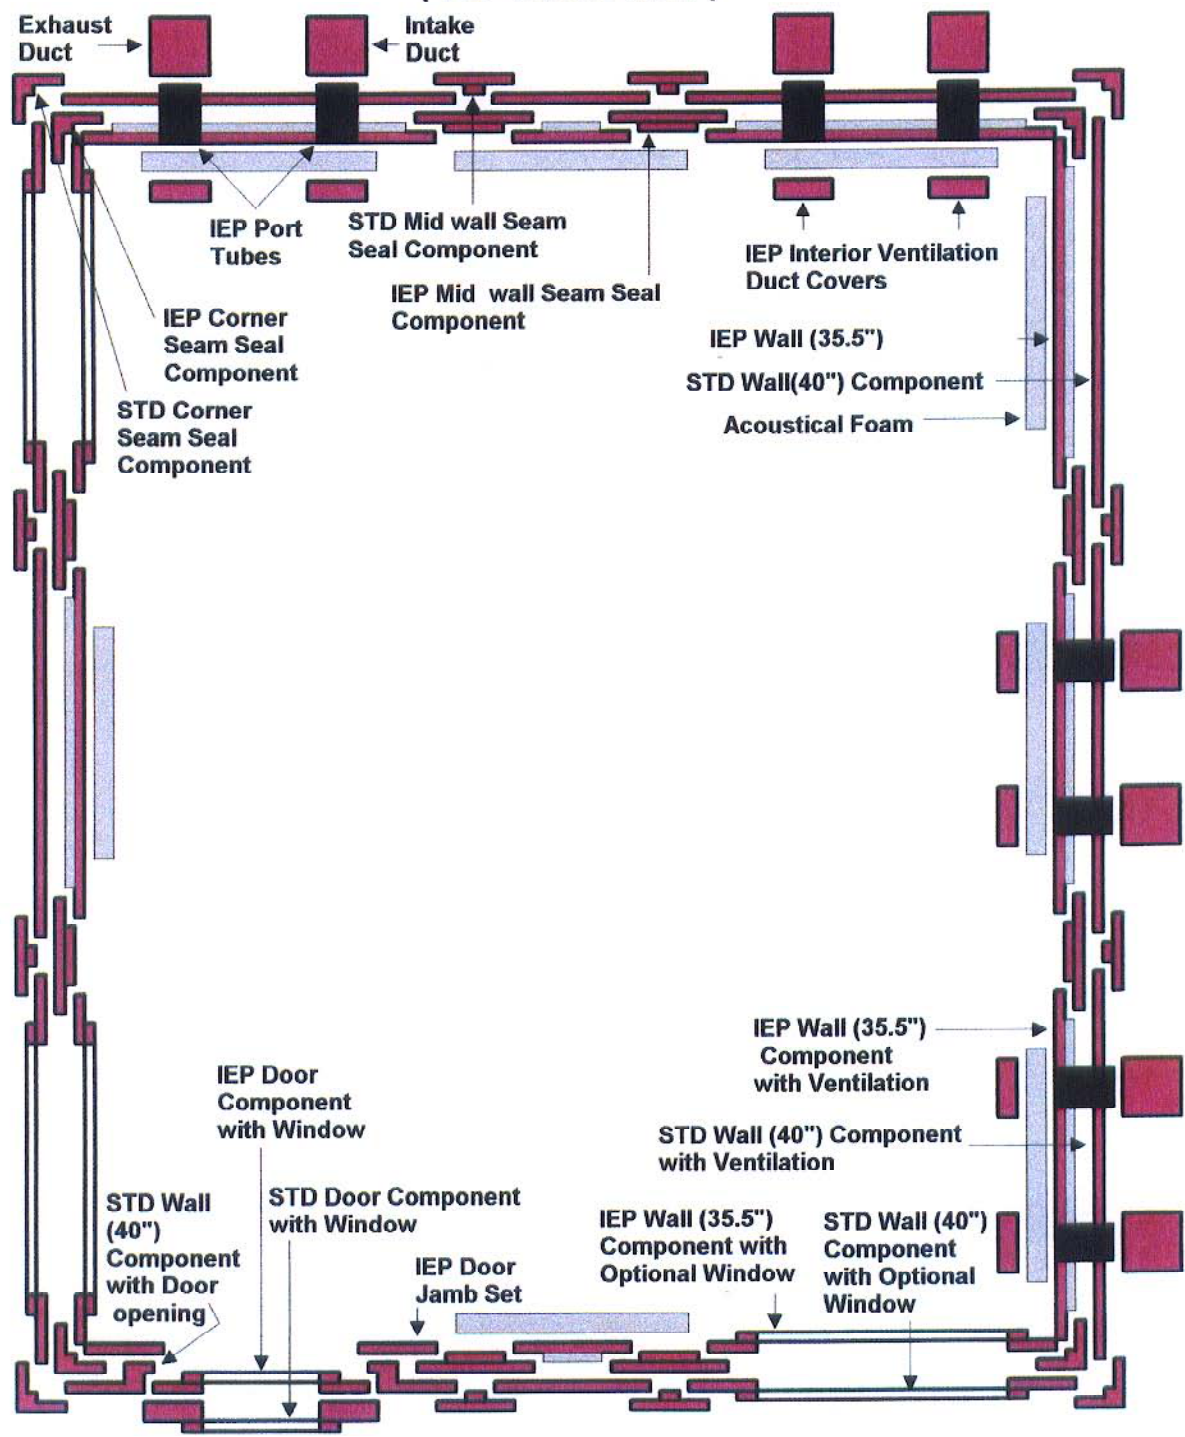 Exhaust
Duct
Intake
Duct
IEP Port
Tubes
STD Mid wall Seam
Seal Component
IEP Mid wall Seam Seal
Component
IEP Interior Ventilation
Duct Covers
IEP Corner
Seam Seal
Component
IEP Wall (35.5")
STD Wall(40") Component
Acoustical Foam
STD Corner
Seam Seal
Component
IEP Wall (35.5")
Component
with Ventilation
IEP Door
Component
with Window
STD Wall (40") Component
with Ventilation
STD Wall
(40")
Component
with Door
opening
STD Door Component
with Window
IEP Door
Jamb Set
IEP Wall (35.5")
Component with
Optional Window
STD Wall (40")
Component
with Optional
Window